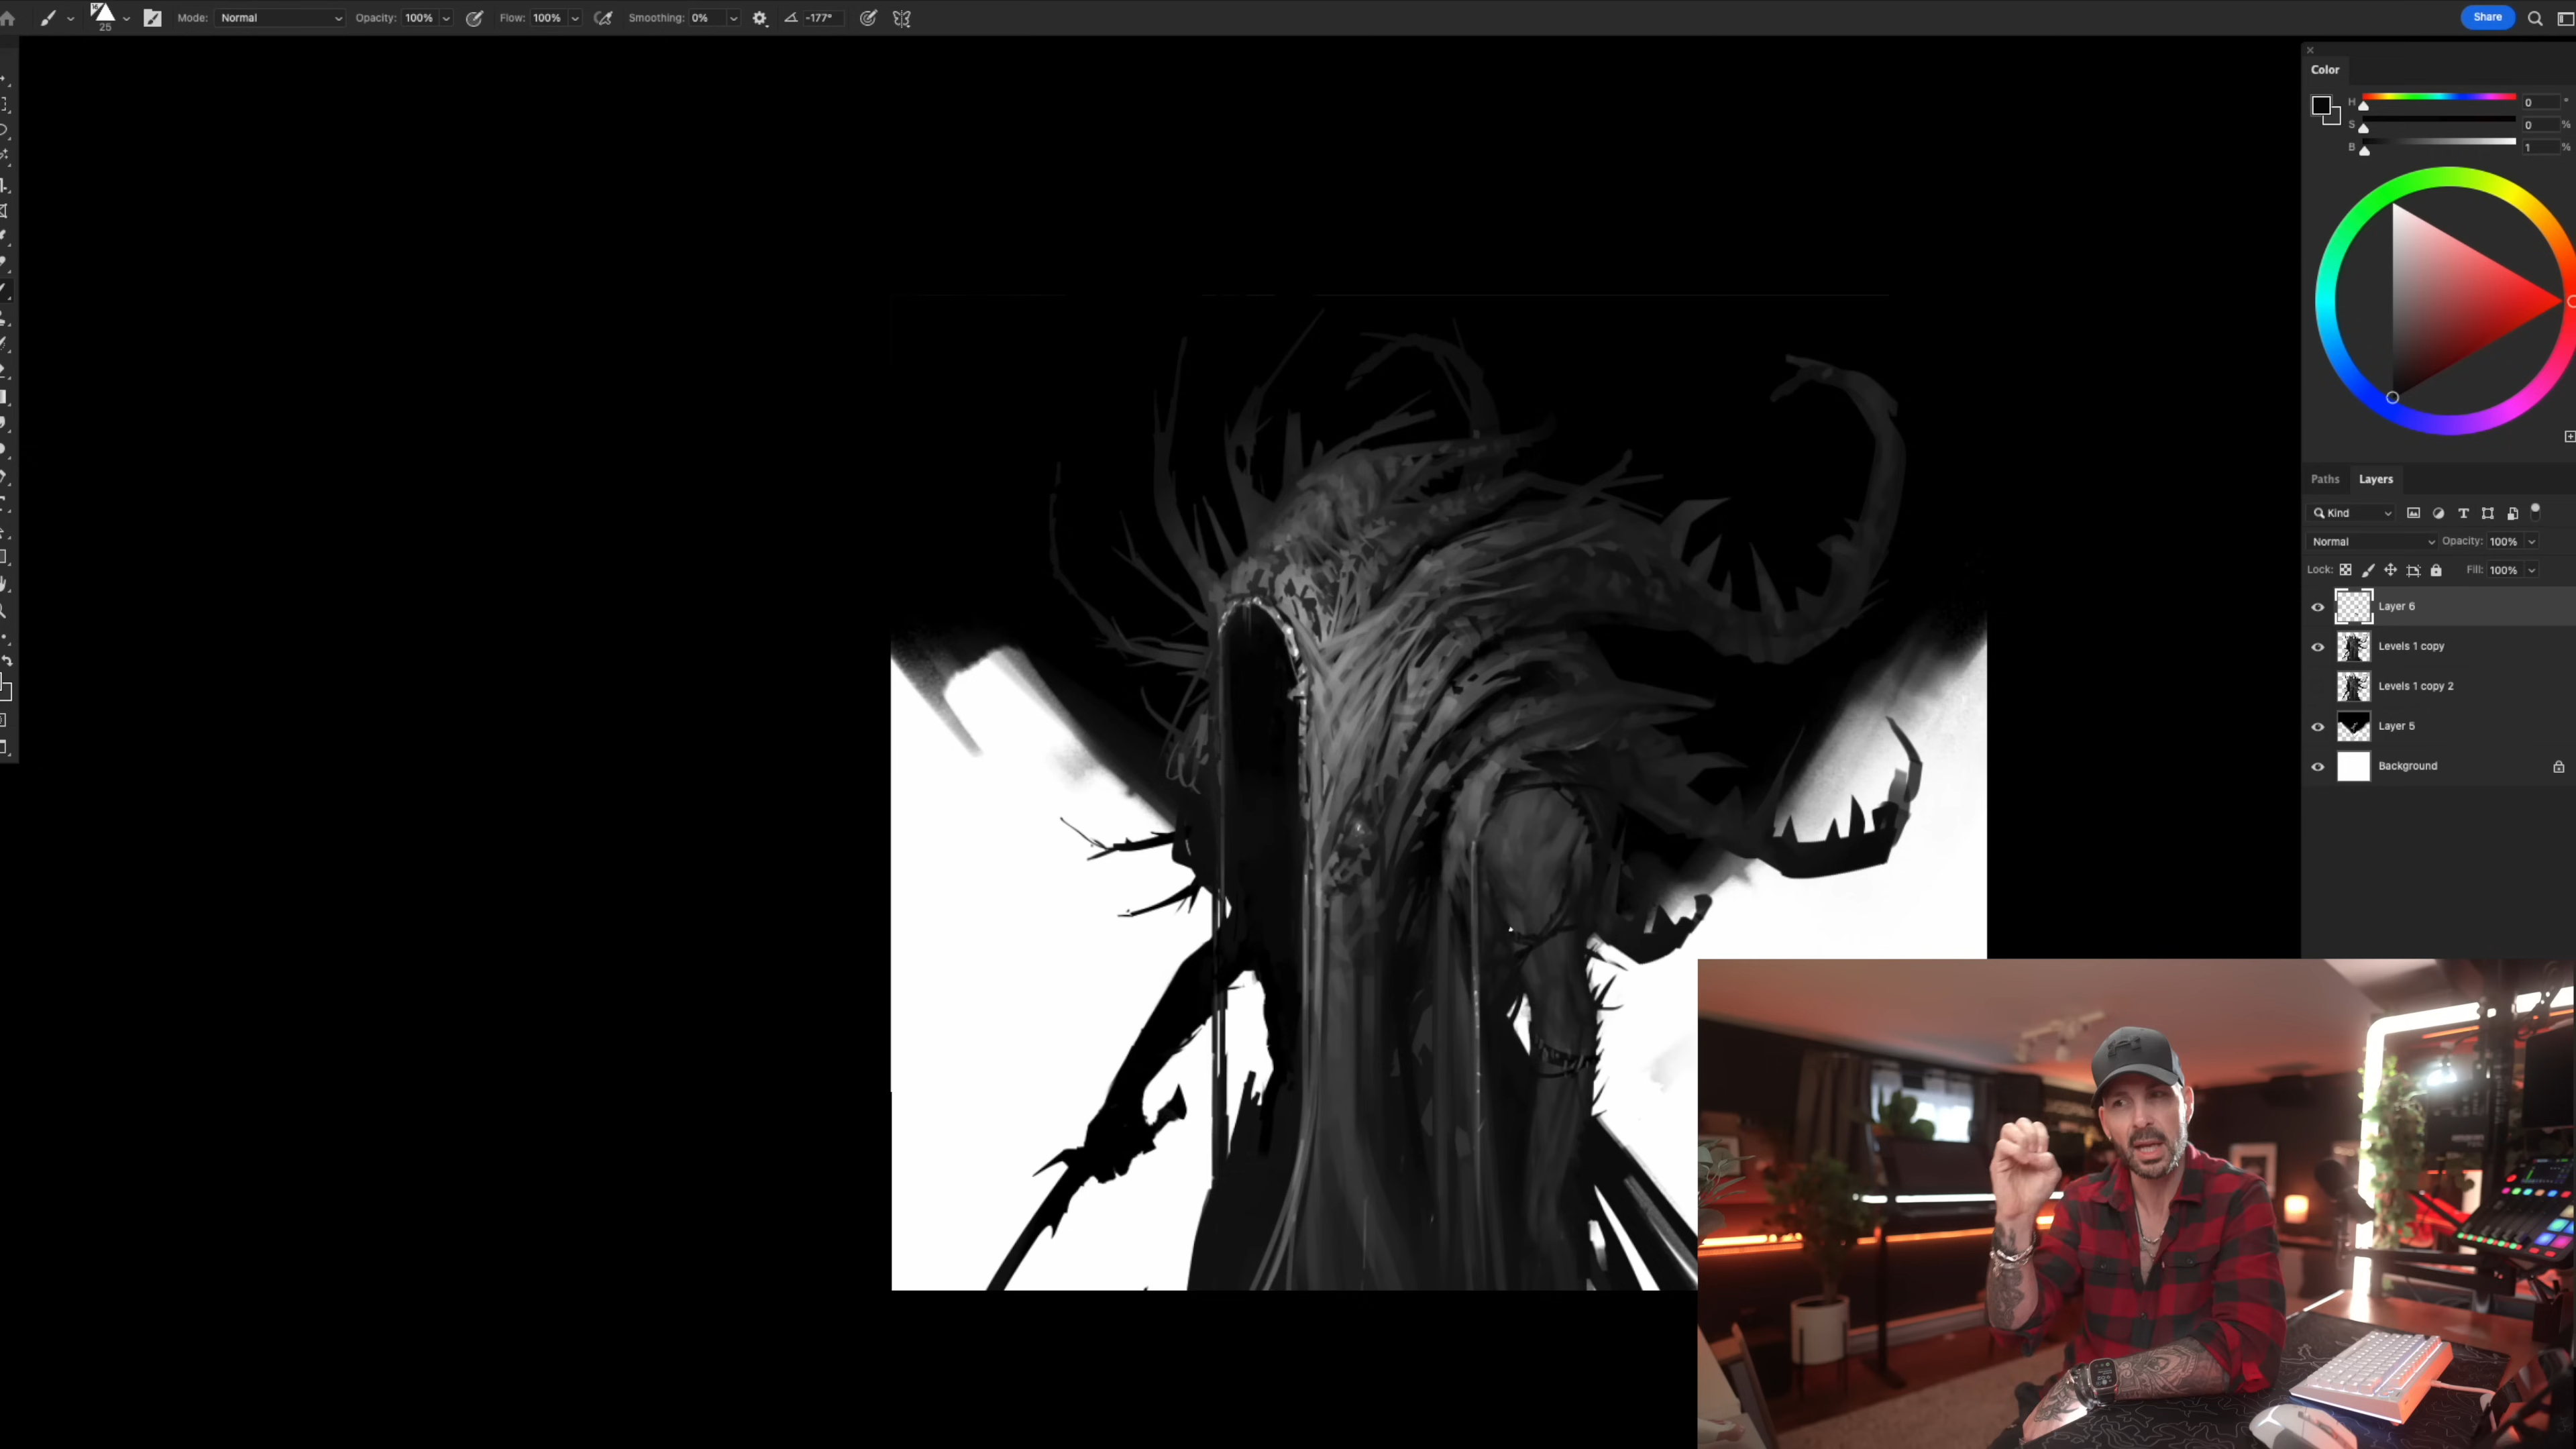 25
Mode: Normal Opacity: 100% Flow: 100% Smoothing: 0% -177°
Share
Color
H 0 °
S 0 %
B 1 %
Paths Layers
Kind
Normal Opacity: 100%
Lock: Fill: 100%
Layer 6
Levels 1 copy
Levels 1 copy 2
Layer 5
Background